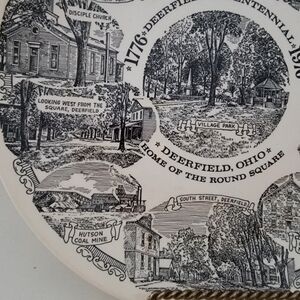 DISCIPLE CHURCH
1776 ★ DEERFIELD
CENTENNIAL ★ 19
LOOKING WEST FROM THE
SQUARE, DEERFIELD
VILLAGE PARK
★ DEERFIELD, OHIO ★
HOME OF THE ROUND SQUARE
HUTSON
COAL MINE
SOUTH STREET, DEERFIELD